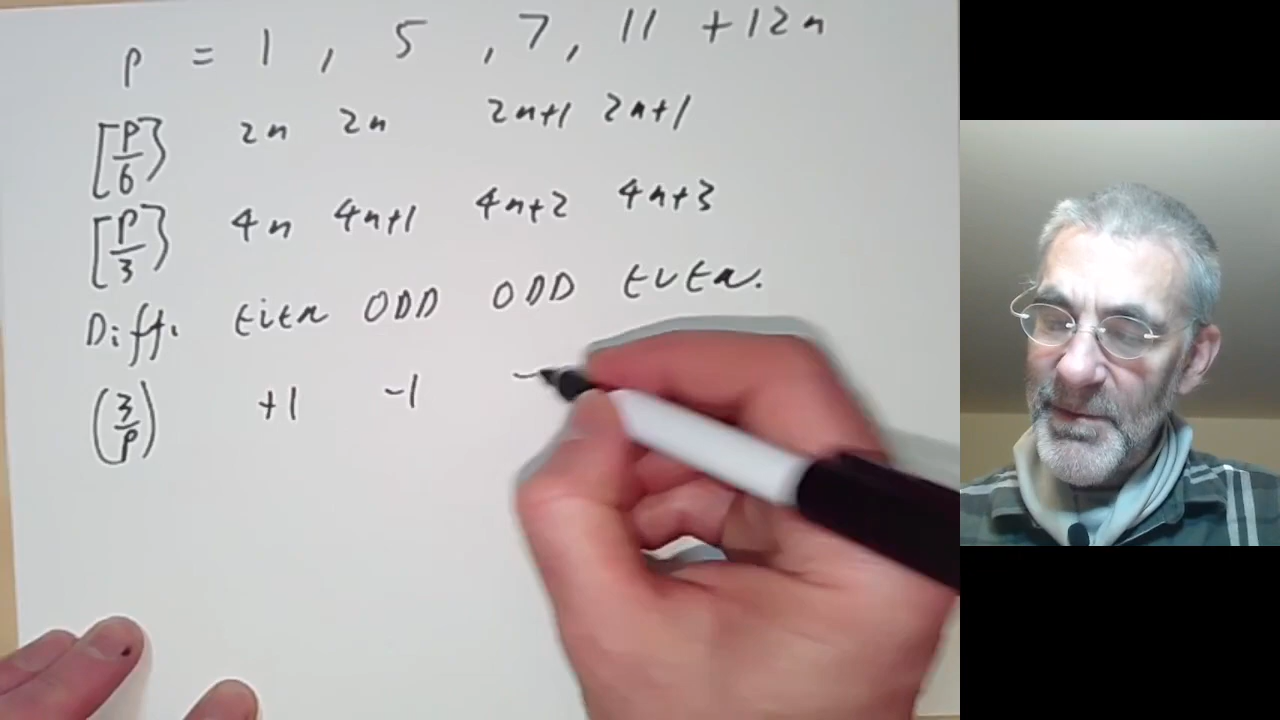 p = 1 , 5 , 7 , 11 + 12n
[p/6] 2n 2n 2n+1 2n+1
[p/3] 4n 4n+1 4n+2 4n+3
Diff. EVEN ODD ODD EVEN.
(3/p) +1 -1 -